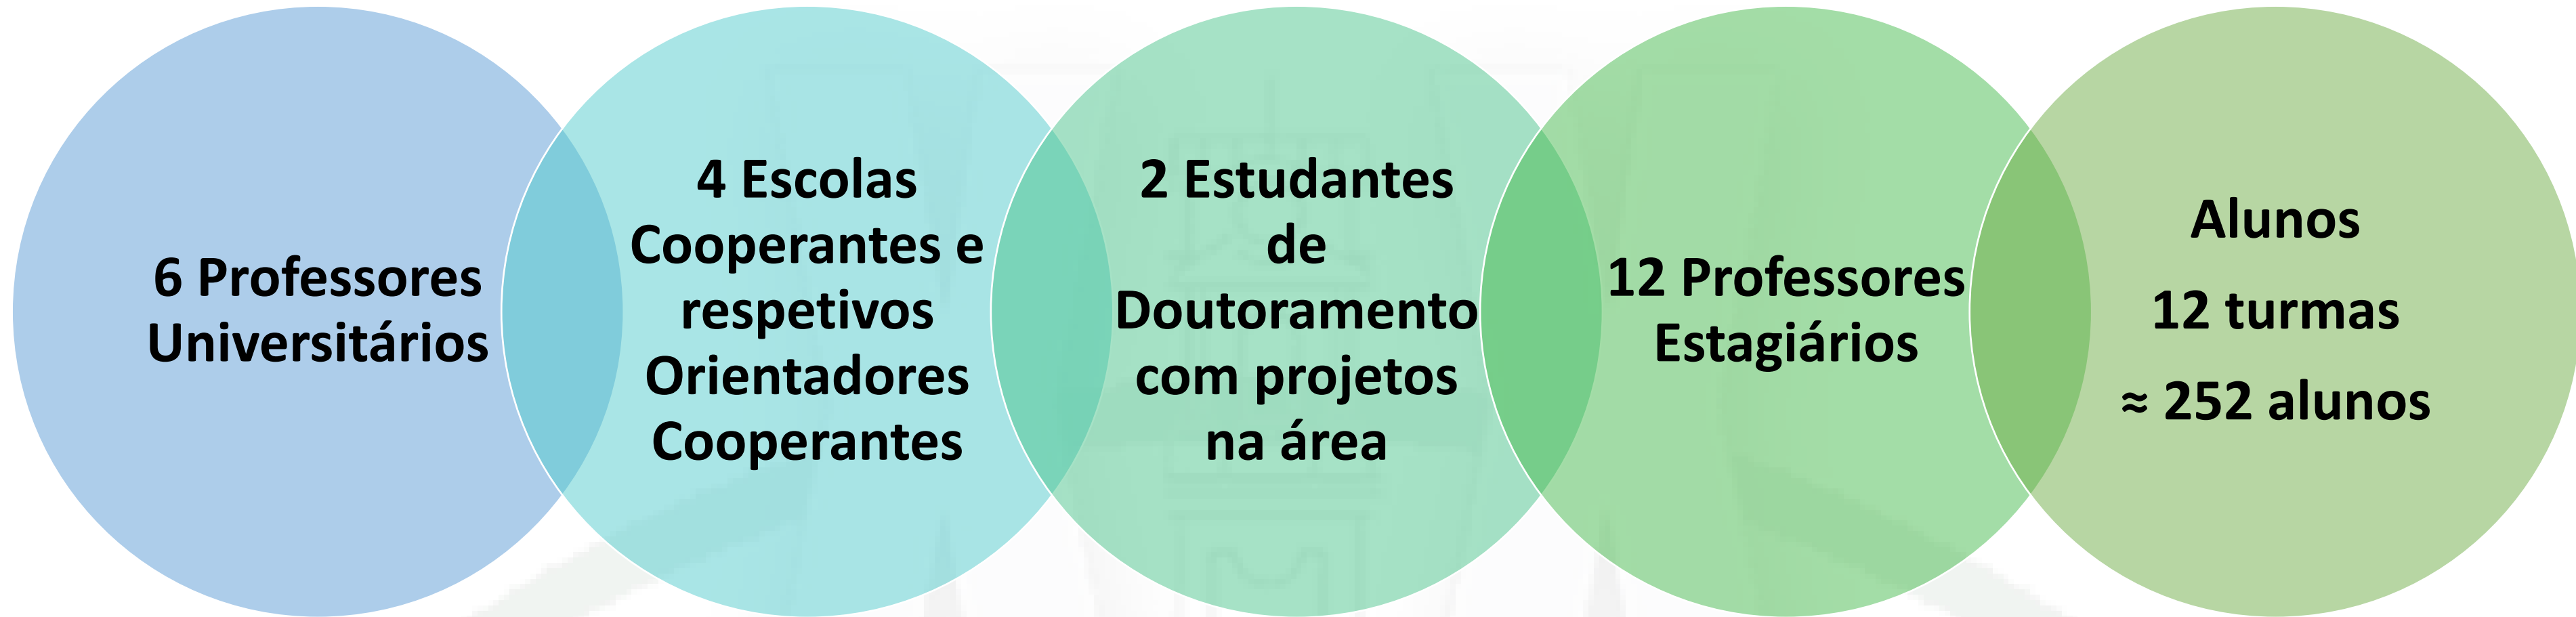 6 Professores
Universitários
4 Escolas
Cooperantes e
respetivos
Orientadores
Cooperantes
2 Estudantes
de
Doutoramento
com projetos
na área
12 Professores
Estagiários
Alunos
12 turmas
≈ 252 alunos